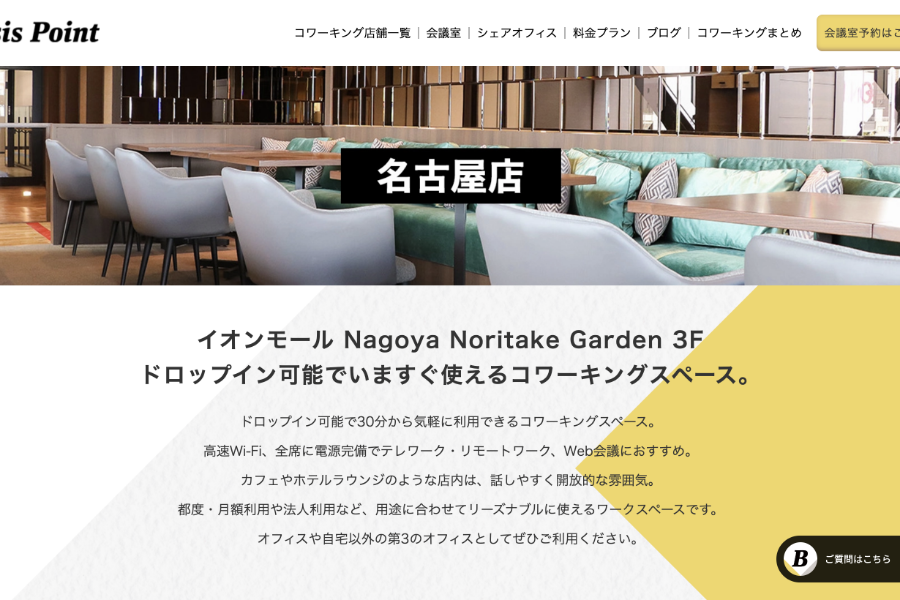 sis Point
コワーキング店舗一覧 | 会議室 | シェアオフィス | 料金プラン | ブログ | コワーキングまとめ
会議室予約はこ
名古屋店
イオンモール Nagoya Noritake Garden 3F
ドロップイン可能でいますぐ使えるコワーキングスペース。
ドロップイン可能で30分から気軽に利用できるコワーキングスペース。
高速Wi-Fi、全席に電源完備でテレワーク・リモートワーク、Web会議におすすめ。
カフェやホテルラウンジのような店内は、話しやすく開放的な雰囲気。
都度・月額利用や法人利用など、用途に合わせてリーズナブルに使えるワークスペースです。
オフィスや自宅以外の第3のオフィスとしてぜひご利用ください。
B ご質問はこちら